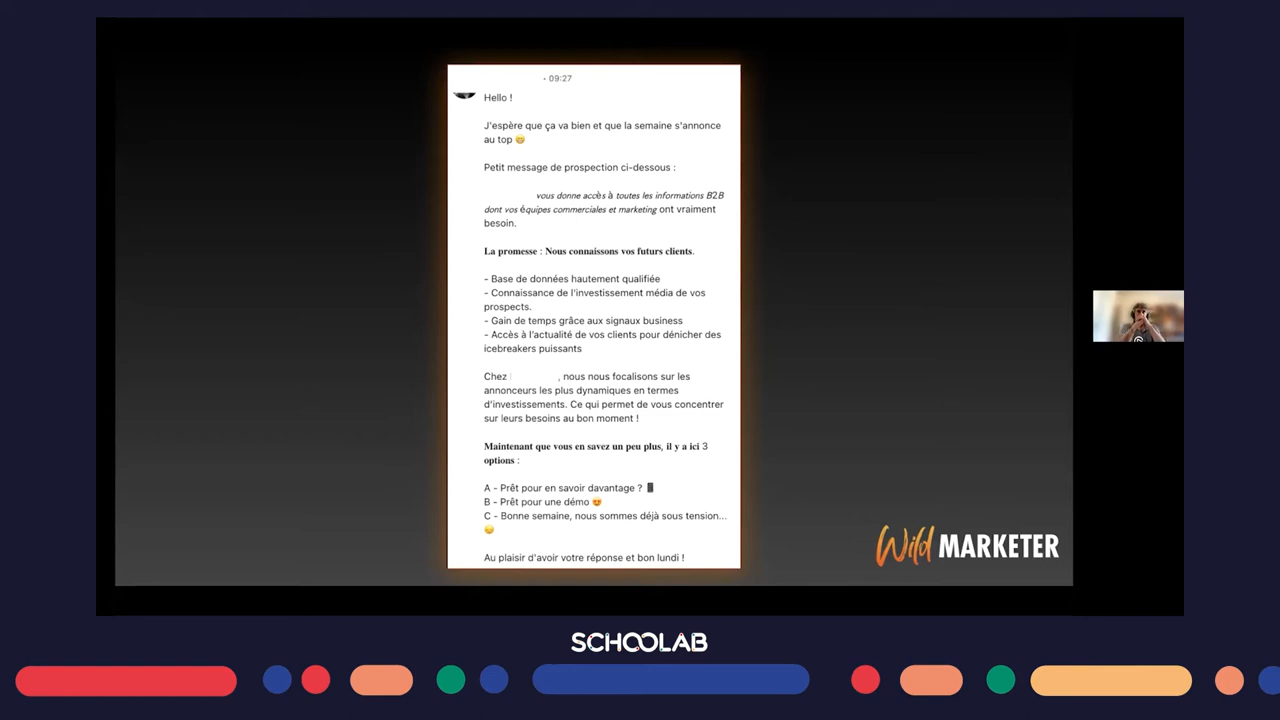 · 09:27
Hello !
J'espère que ça va bien et que la semaine s'annonce
au top 😁
Petit message de prospection ci-dessous :
vous donne accès à toutes les informations B2B
dont vos équipes commerciales et marketing ont vraiment
besoin.
La promesse : Nous connaissons vos futurs clients.
- Base de données hautement qualifiée
- Connaissance de l'investissement média de vos
prospects.
- Gain de temps grâce aux signaux business
- Accès à l'actualité de vos clients pour dénicher des
icebreakers puissants
Chez , nous nous focalisons sur les
annonceurs les plus dynamiques en termes
d'investissements. Ce qui permet de vous concentrer
sur leurs besoins au bon moment !
Maintenant que vous en savez un peu plus, il y a ici 3
options :
A - Prêt pour en savoir davantage ? 📱
B - Prêt pour une démo 😍
C - Bonne semaine, nous sommes déjà sous tension...
😔
Au plaisir d'avoir votre réponse et bon lundi !
Wild MARKETER
SCHOOLAB